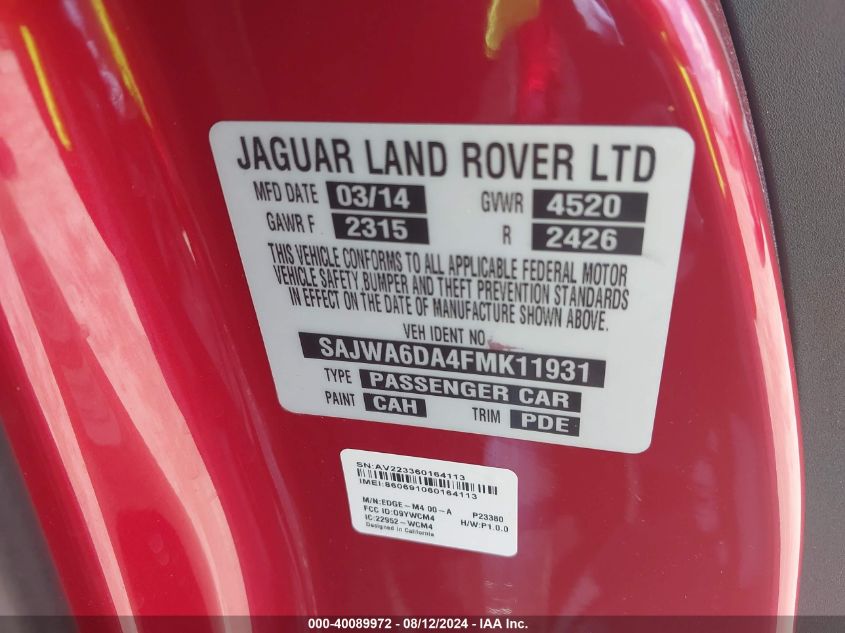 JAGUAR LAND ROVER LTD
MFD DATE 03/14 GVWR 4520
GAWR F 2315 R 2426
THIS VEHICLE CONFORMS TO ALL APPLICABLE FEDERAL MOTOR
VEHICLE SAFETY, BUMPER AND THEFT PREVENTION STANDARDS
IN EFFECT ON THE DATE OF MANUFACTURE SHOWN ABOVE.
VEH IDENT NO.
SAJWA6DA4FMK11931
TYPE PASSENGER CAR
PAINT CAH TRIM PDE
SN:AV223360164113
IMEI:860691060164113
M/N:EDGE-M4 00-A P23380
FCC ID:O9YWCM4 H/W:P1.0.0
IC:22952-WCM4
Designed in California
000-40089972 - 08/12/2024 - IAA Inc.